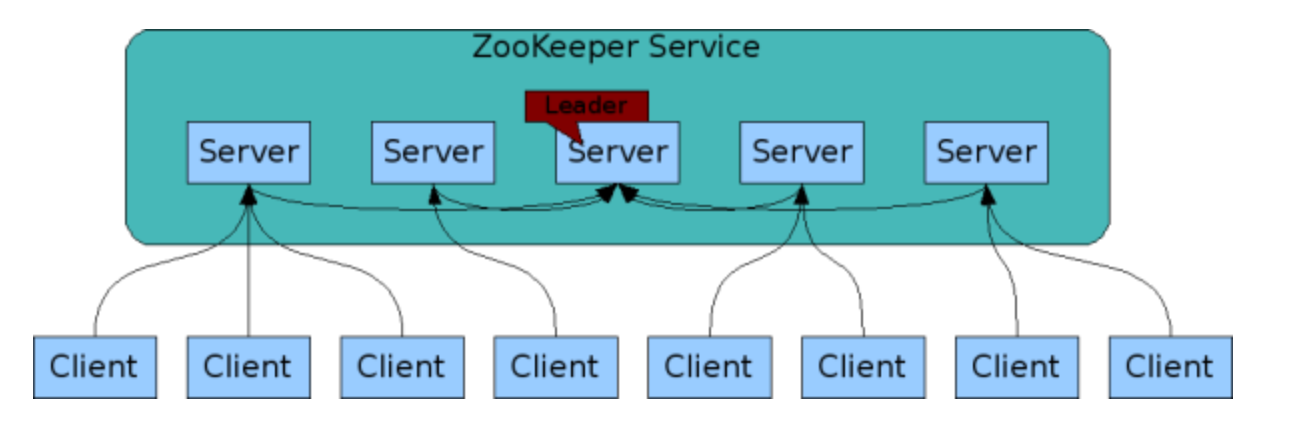 ZooKeeper Service
Leader
Server Server Server Server Server
Client Client Client Client Client Client Client Client